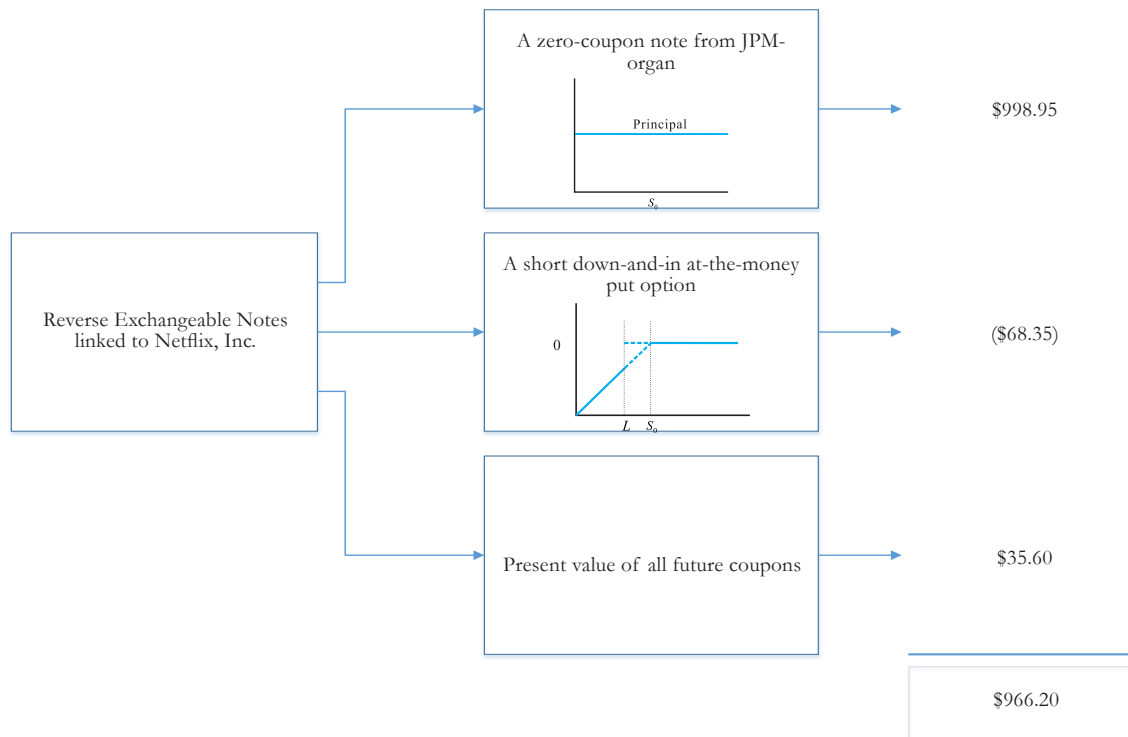 A zero-coupon note from JPM-
organ
Principal
S₀
$998.95
Reverse Exchangeable Notes
linked to Netflix, Inc.
A short down-and-in at-the-money
put option
0
L S₀
($68.35)
Present value of all future coupons
$35.60
$966.20